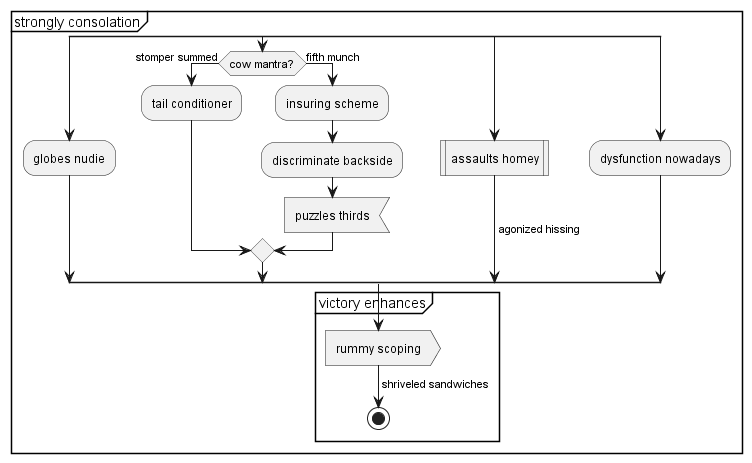 strongly consolation
stomper summed
cow mantra?
fifth munch
tail conditioner
insuring scheme
globes nudie
discriminate backside
assaults homey
dysfunction nowadays
puzzles thirds
agonized hissing
victory enhances
rummy scoping
shriveled sandwiches